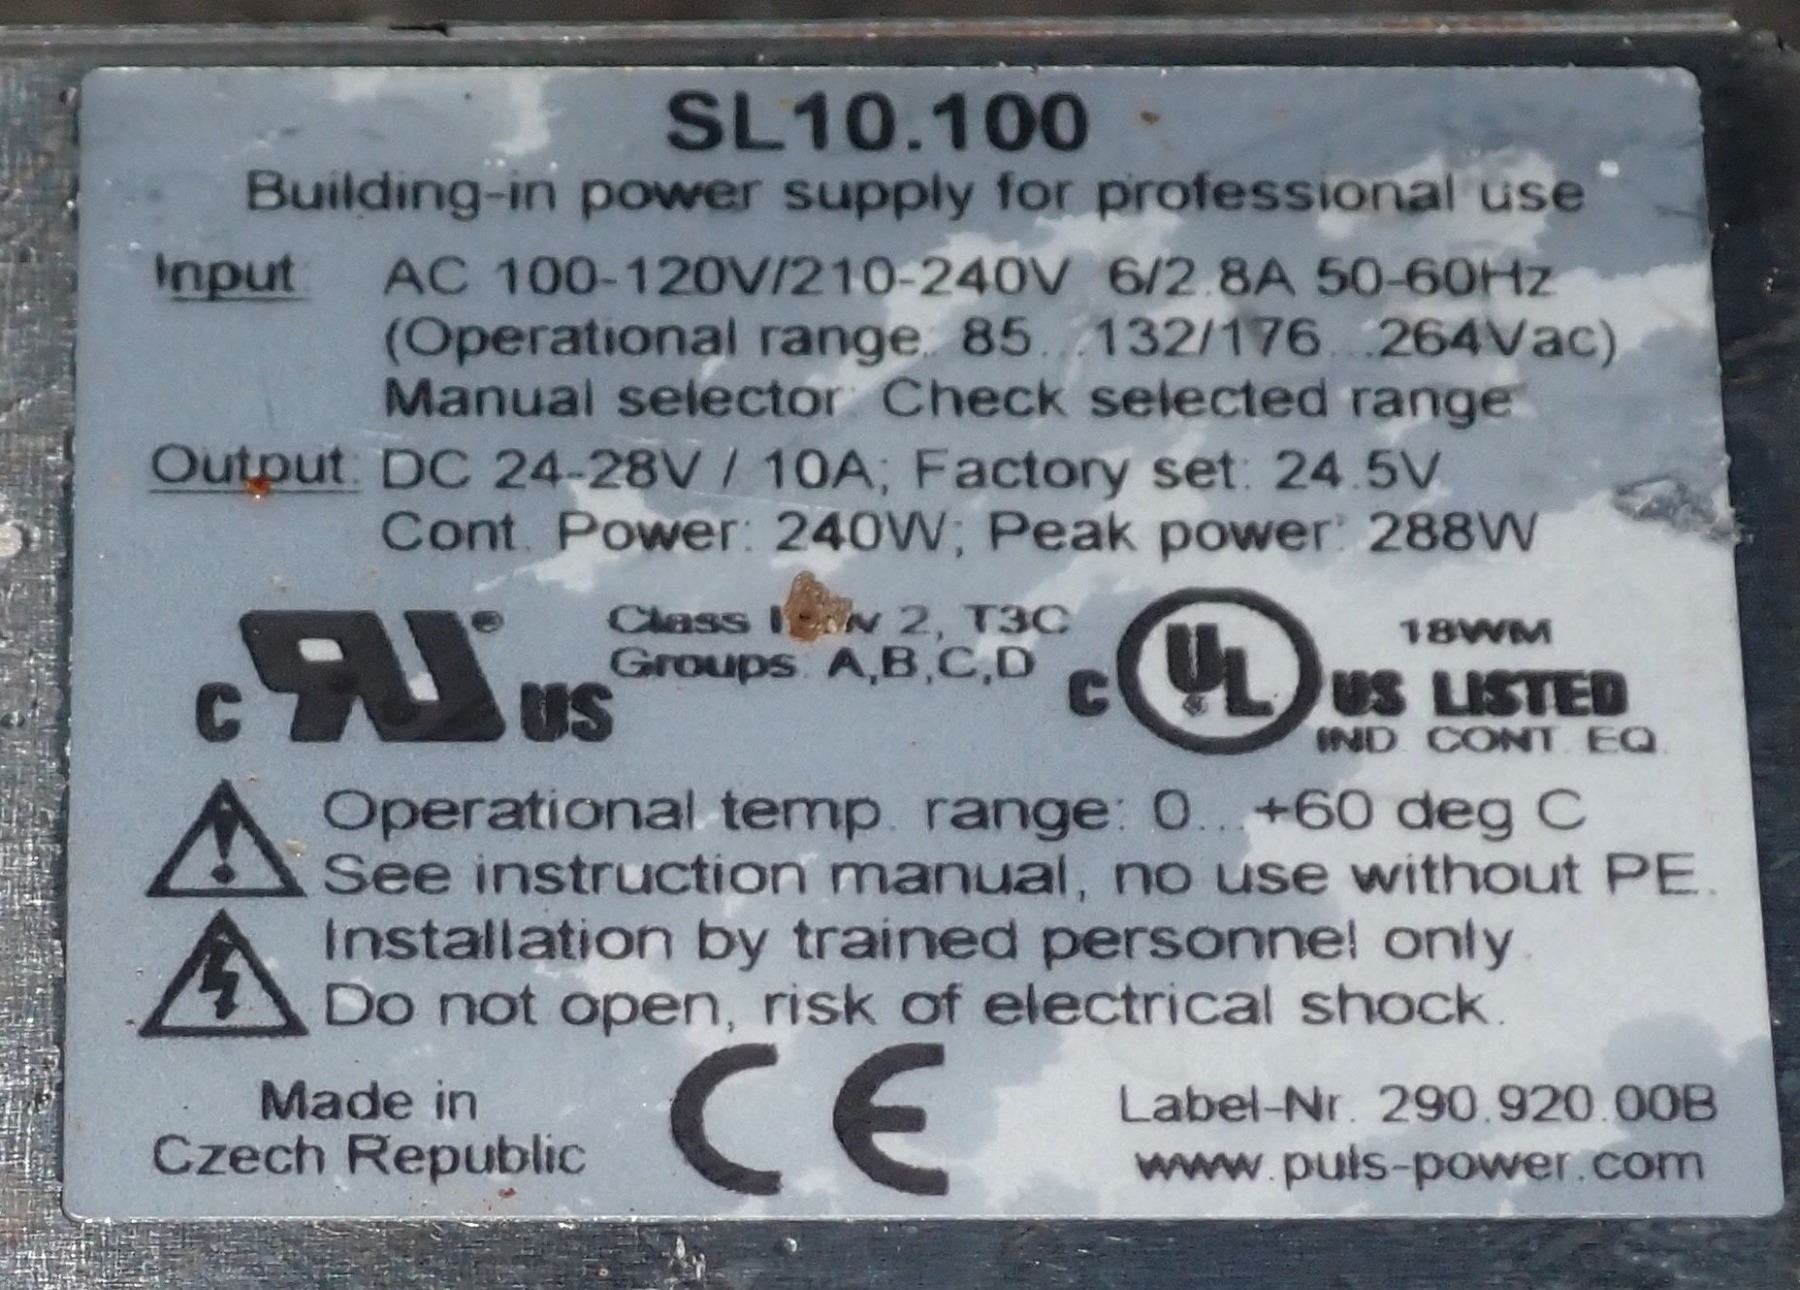 SL10.100
Building-in power supply for professional use
Input: AC 100-120V/210-240V 6/2.8A 50-60Hz
(Operational range: 85...132/176...264Vac)
Manual selector: Check selected range
Output: DC 24-28V / 10A; Factory set: 24.5V
Cont. Power: 240W; Peak power: 288W
Class 2, T3C
Groups: A,B,C,D
C RU® US
C UL US LISTED
18WM
IND. CONT. EQ.
Operational temp. range: 0...+60 deg C
See instruction manual, no use without PE.
Installation by trained personnel only.
Do not open, risk of electrical shock.
Made in
Czech Republic
CE
Label-Nr. 290.920.00B
www.puls-power.com